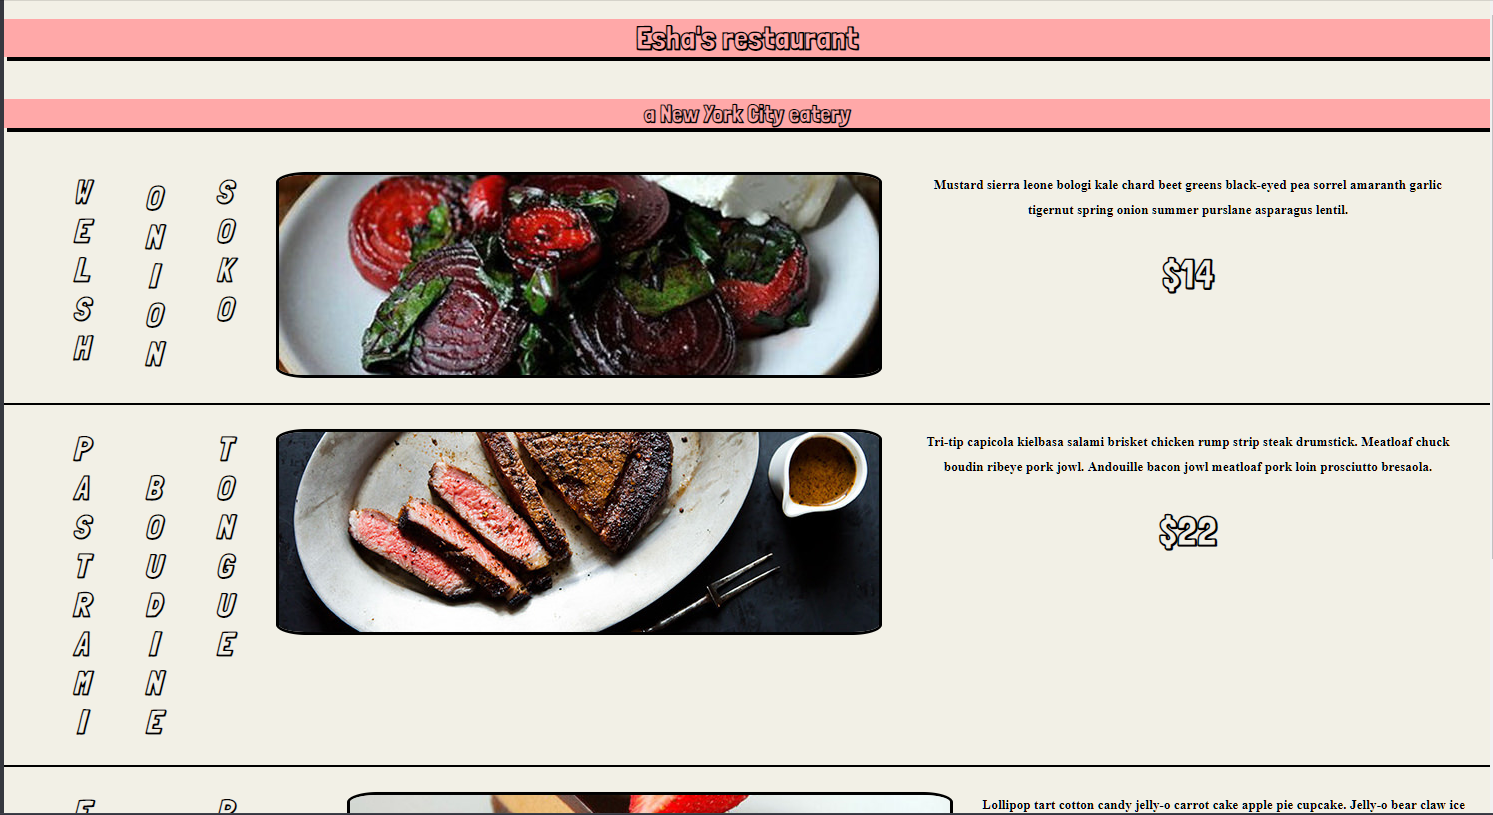 Esha's restaurant
a New York City eatery
WELSH
ONION
SOKO
Mustard sierra leone bologi kale chard beet greens black-eyed pea sorrel amaranth garlic
tigernut spring onion summer purslane asparagus lentil.
$14
PASTRAMI
BOUDINE
TONGUE
Tri-tip capicola kielbasa salami brisket chicken rump strip steak drumstick. Meatloaf chuck
boudin ribeye pork jowl. Andouille bacon jowl meatloaf pork loin prosciutto bresaola.
$22
Lollipop tart cotton candy jelly-o carrot cake apple pie cupcake. Jelly-o bear claw ice